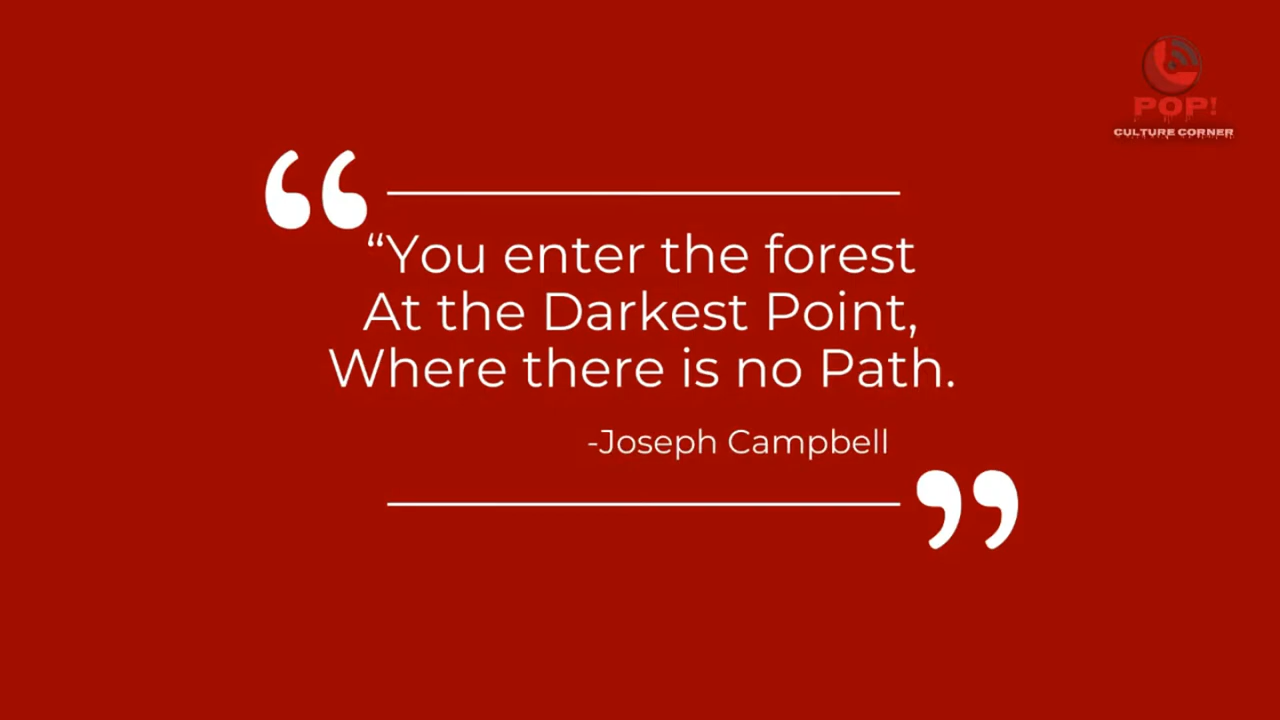 POP!
CULTURE CORNER
“
“You enter the forest
At the Darkest Point,
Where there is no Path.
-Joseph Campbell
”